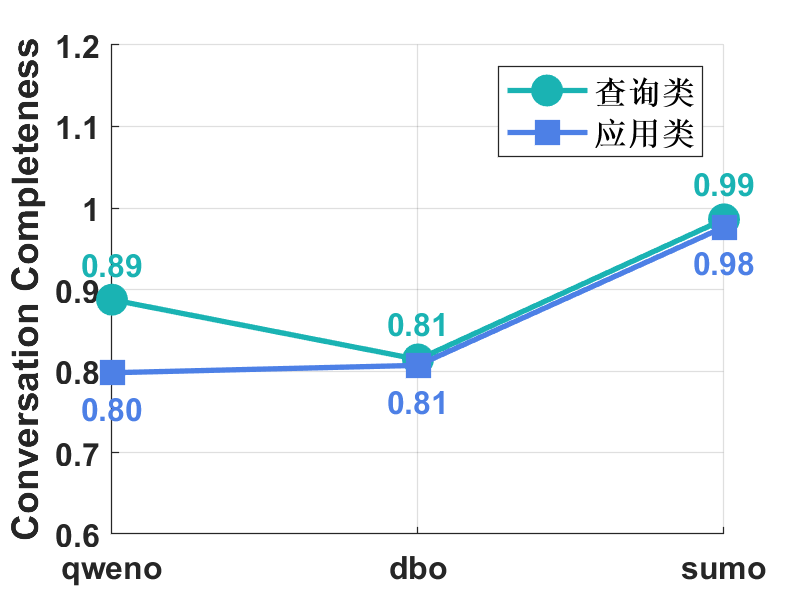 Conversation Completeness
1.2
1.1
1
0.9
0.8
0.7
0.6
查询类
应用类
0.89
0.81
0.99
0.80
0.81
0.98
qweno
dbo
sumo